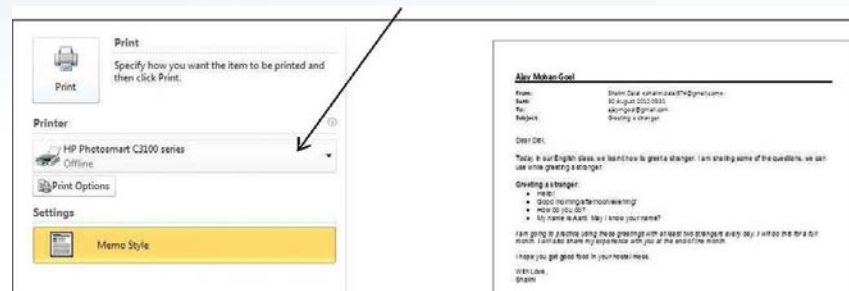 Print
Specify how you want the item to be printed and
then click Print.
Print
Printer
HP Photosmart C3100 series
Offline
Print Options
Settings
Memo Style
Ajay Mohan Goel
From:
Sent:
To:
Subject:
Greeting a stranger
Today in our English class, we learnt how to greet a stranger. I am sharing some of the questions, we can
use while greeting a stranger.
Greeting a stranger:
Hello!
Good morning/afternoon/evening!
How do you do?
My name is Aarti. May I know your name?
I am going to practice using these greetings with at least two strangers every day. I will do this for a full
month. I will also share my experience with you at the end of the month.
I hope you get good food in your hostel mess.
With Love,
Shalini